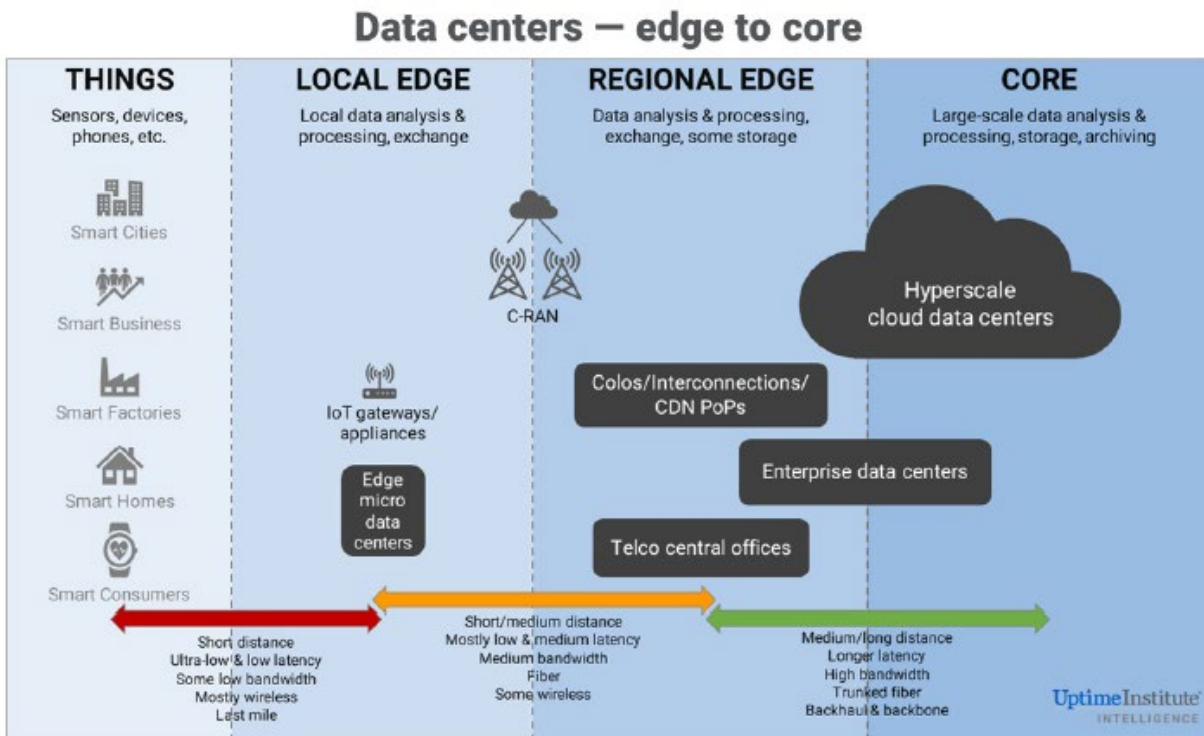 Data centers — edge to core
THINGS
Sensors, devices,
phones, etc.
LOCAL EDGE
Local data analysis &
processing, exchange
REGIONAL EDGE
Data analysis & processing,
exchange, some storage
CORE
Large-scale data analysis &
processing, storage, archiving
Smart Cities
Smart Business
Smart Factories
Smart Homes
Smart Consumers
C-RAN
IoT gateways/
appliances
Edge
micro
data
centers
Hyperscale
cloud data centers
Colos/Interconnections/
CDN PoPs
Enterprise data centers
Telco central offices
Short distance
Ultra-low & low latency
Some low bandwidth
Mostly wireless
Last mile
Short/medium distance
Mostly low & medium latency
Medium bandwidth
Fiber
Some wireless
Medium/long distance
Longer latency
High bandwidth
Trunked fiber
Backhaul & backbone
UptimeInstitute®
INTELLIGENCE